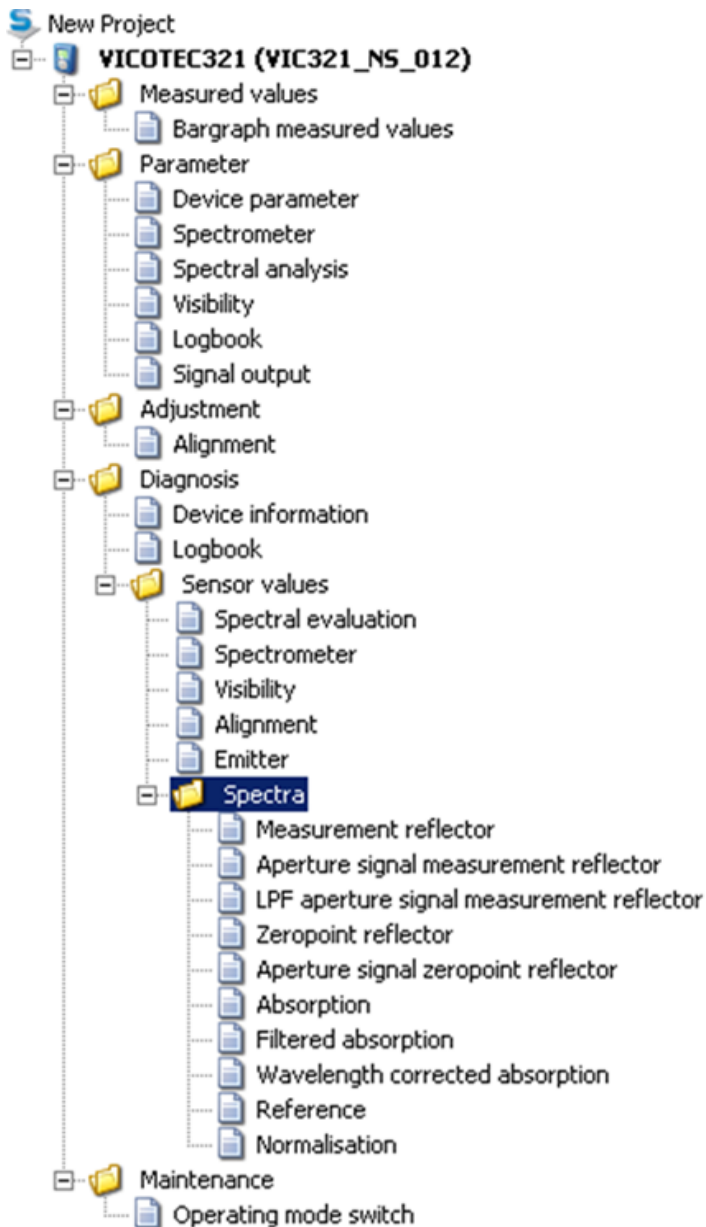 New Project
VICOTEC321 (VIC321_NS_012)
Measured values
Bargraph measured values
Parameter
Device parameter
Spectrometer
Spectral analysis
Visibility
Logbook
Signal output
Adjustment
Alignment
Diagnosis
Device information
Logbook
Sensor values
Spectral evaluation
Spectrometer
Visibility
Alignment
Emitter
Spectra
Measurement reflector
Aperture signal measurement reflector
LPF aperture signal measurement reflector
Zeropoint reflector
Aperture signal zeropoint reflector
Absorption
Filtered absorption
Wavelength corrected absorption
Reference
Normalisation
Maintenance
Operating mode switch